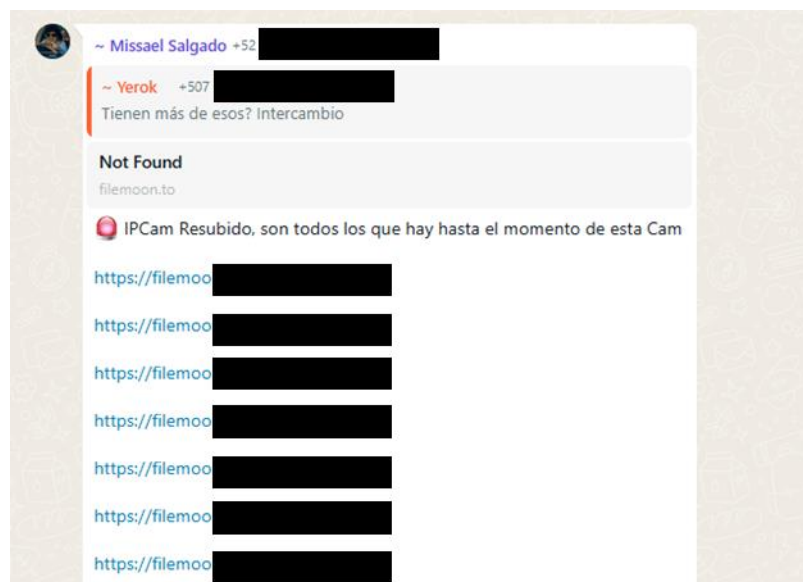 ~ Missael Salgado +52
~ Yerok +507
Tienen más de esos? Intercambio
Not Found
filemoon.to
🚨 IPCam Resubido, son todos los que hay hasta el momento de esta Cam
https://filemoo
https://filemoo
https://filemoo
https://filemoo
https://filemoo
https://filemoo
https://filemoo